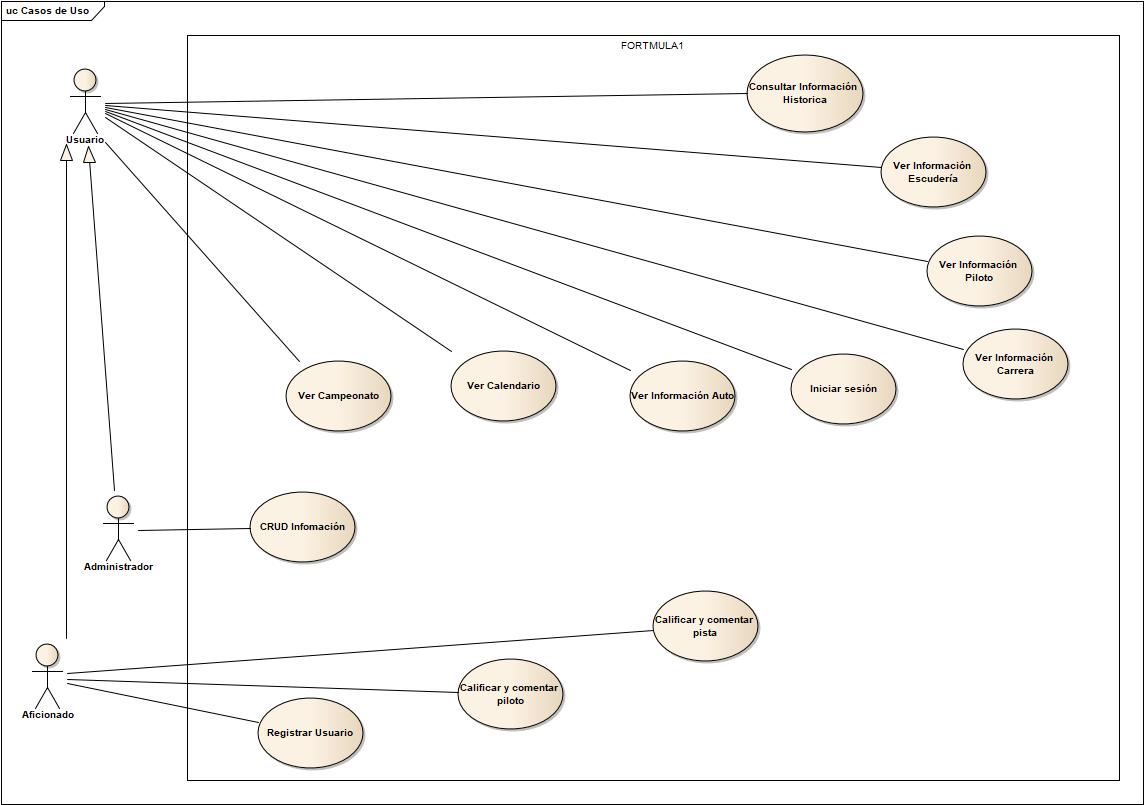 uc Casos de Uso
FORTMULA1
Consultar Información
Historica
Usuario
Ver Información
Escudería
Ver Información
Piloto
Ver Información
Carrera
Ver Campeonato
Ver Calendario
Ver Información Auto
Iniciar sesión
CRUD Infomación
Administrador
Calificar y comentar
pista
Calificar y comentar
piloto
Aficionado
Registrar Usuario